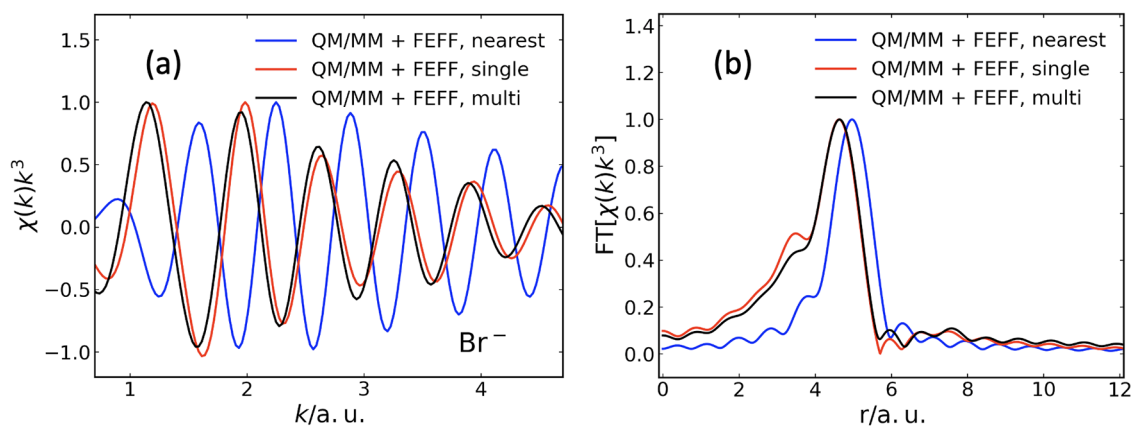 (a)
QM/MM + FEFF, nearest
QM/MM + FEFF, single
QM/MM + FEFF, multi
1.5
1.0
0.5
0.0
−0.5
−1.0
χ(k)k³
Br⁻
1 2 3 4
k/a. u.
(b)
QM/MM + FEFF, nearest
QM/MM + FEFF, single
QM/MM + FEFF, multi
1.4
1.2
1.0
0.8
0.6
0.4
0.2
0.0
FT[χ(k)k³]
0 2 4 6 8 10 12
r/a. u.